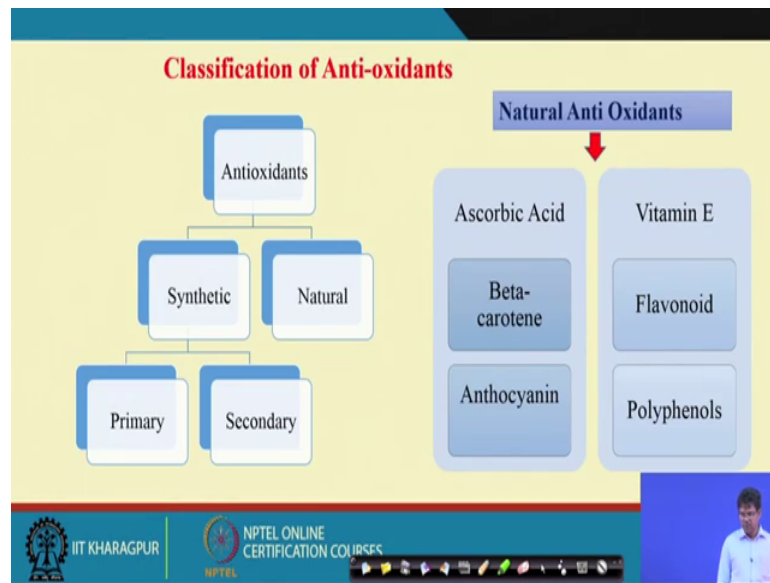 Classification of Anti-oxidants
Antioxidants
Synthetic
Natural
Primary
Secondary
Natural Anti Oxidants
Ascorbic Acid
Beta-
carotene
Anthocyanin
Vitamin E
Flavonoid
Polyphenols
IIT KHARAGPUR
NPTEL
NPTEL ONLINE
CERTIFICATION COURSES